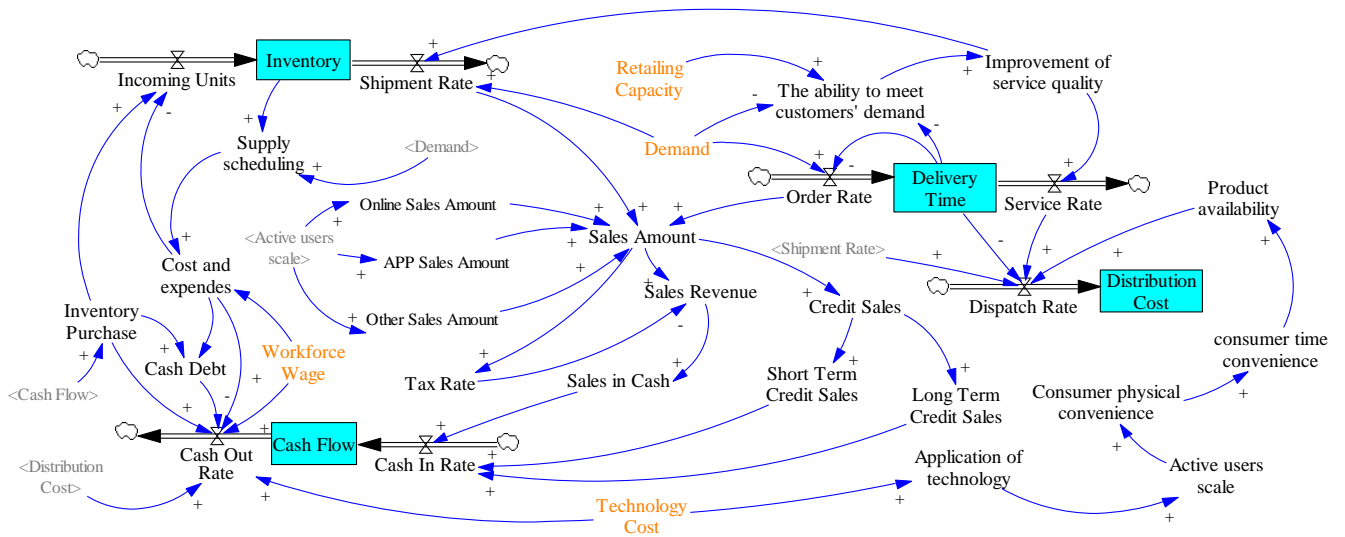 Inventory
Incoming Units
Shipment Rate
+
+
+
-
+
Supply
scheduling
+
<Demand>
Retailing
Capacity
+
-
The ability to meet
customers' demand
+
Improvement of
service quality
Demand
+
-
-
+
Order Rate
Delivery
Time
Service Rate
Product
availability
+
Online Sales Amount
+
+
+
+
<Active users
scale>
+
APP Sales Amount
+
Sales Amount
+
<Shipment Rate>
+
-
+
+
Dispatch Rate
Distribution
Cost
Cost and
expendes
+
+
+
Other Sales Amount
+
Sales Revenue
-
+
Credit Sales
Inventory
Purchase
+
+
Cash Debt
Workforce
Wage
+
Tax Rate
+
Sales in Cash
+
Short Term
Credit Sales
+
Long Term
Credit Sales
consumer time
convenience
+
Consumer physical
convenience
+
<Cash Flow>
+
+
-
+
+
Cash Out
Rate
Cash Flow
+
Cash In Rate
+
+
<Distribution
Cost>
+
+
Technology
Cost
+
Application of
technology
+
Active users
scale